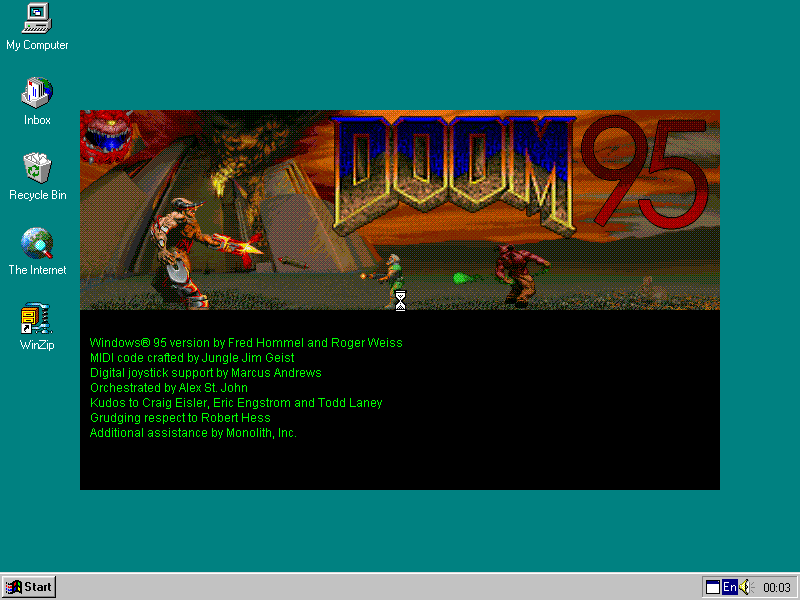 My Computer
Inbox
Recycle Bin
The Internet
WinZip
DOOM 95
Windows® 95 version by Fred Hommel and Roger Weiss
MIDI code crafted by Jungle Jim Geist
Digital joystick support by Marcus Andrews
Orchestrated by Alex St. John
Kudos to Craig Eisler, Eric Engstrom and Todd Laney
Grudging respect to Robert Hess
Additional assistance by Monolith, Inc.
Start
En
00:03